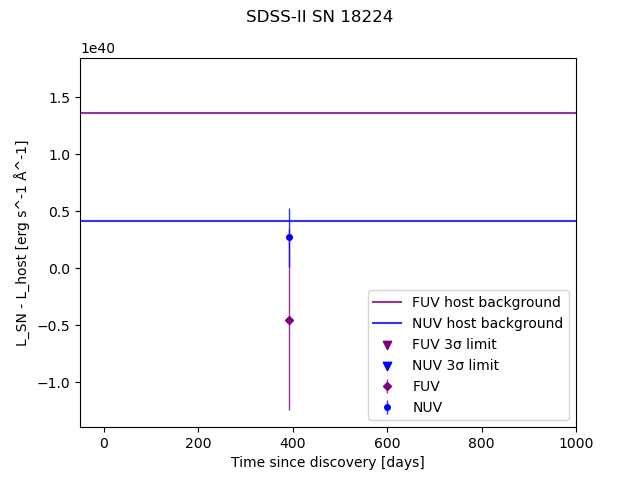 SDSS-II SN 18224
1e40
1.5
1.0
0.5
0.0
−0.5
−1.0
L_SN - L_host [erg s^-1 Å^-1]
FUV host background
NUV host background
FUV 3σ limit
NUV 3σ limit
FUV
NUV
0 200 400 600 800 1000
Time since discovery [days]